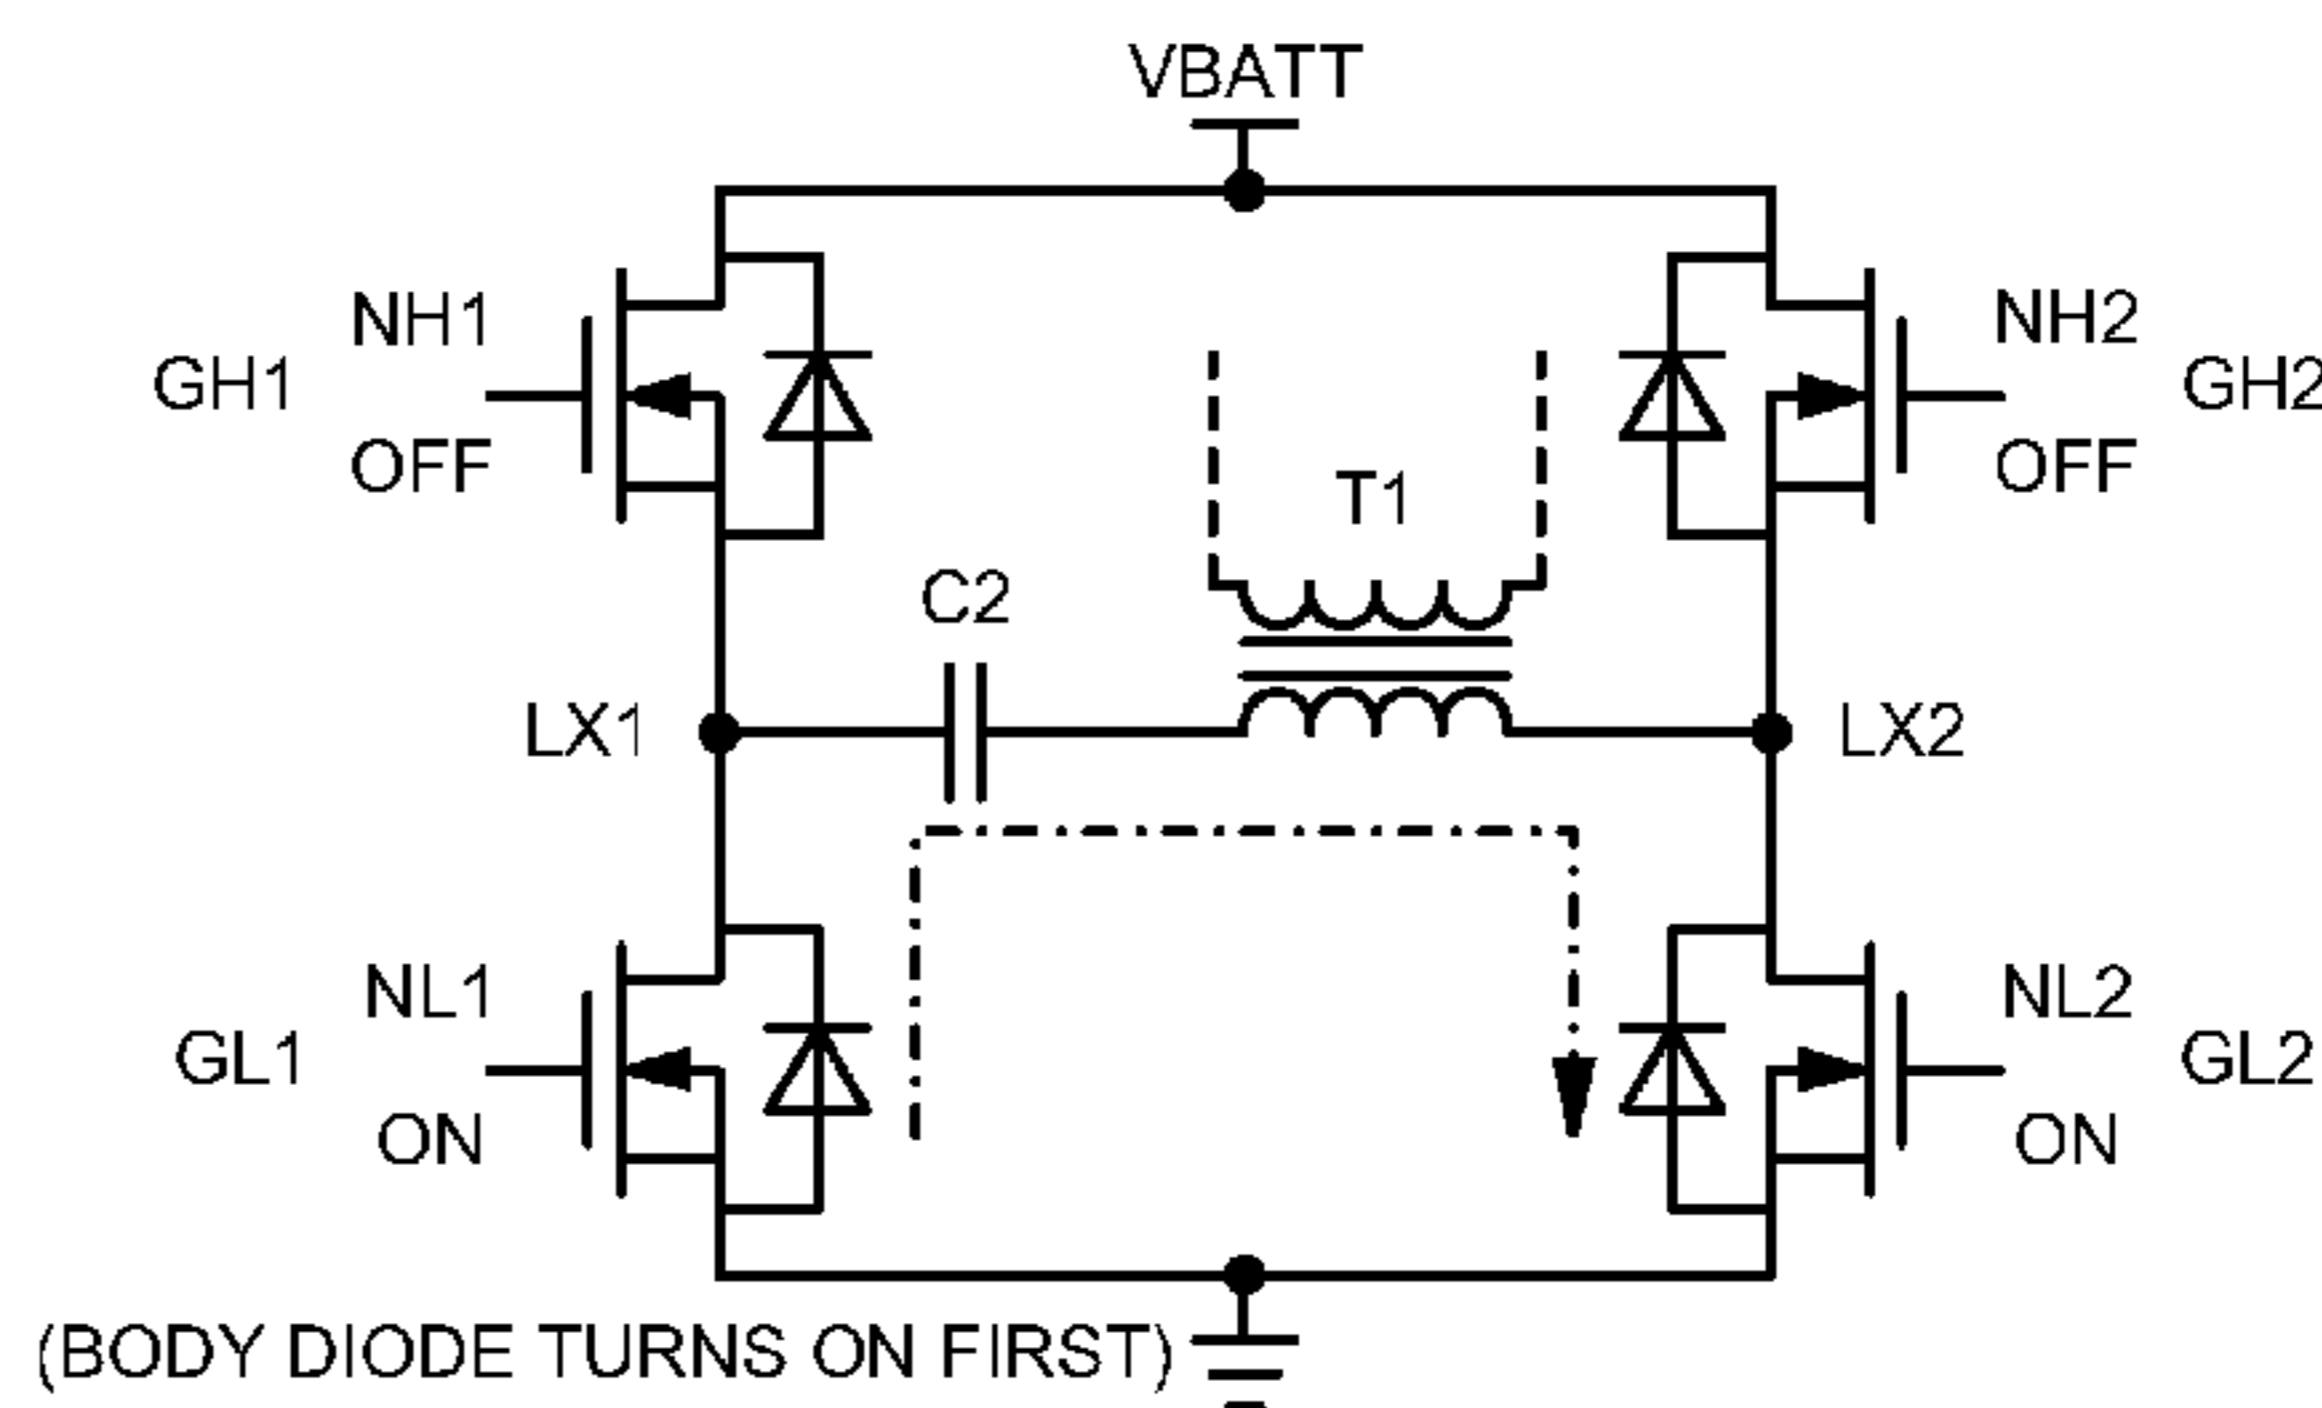 VBATT
NH1
NH2
GH1
GH2
OFF
OFF
T1
C2
LX1
LX2
NL1
NL2
GL1
GL2
ON
ON
(BODY DIODE TURNS ON FIRST)